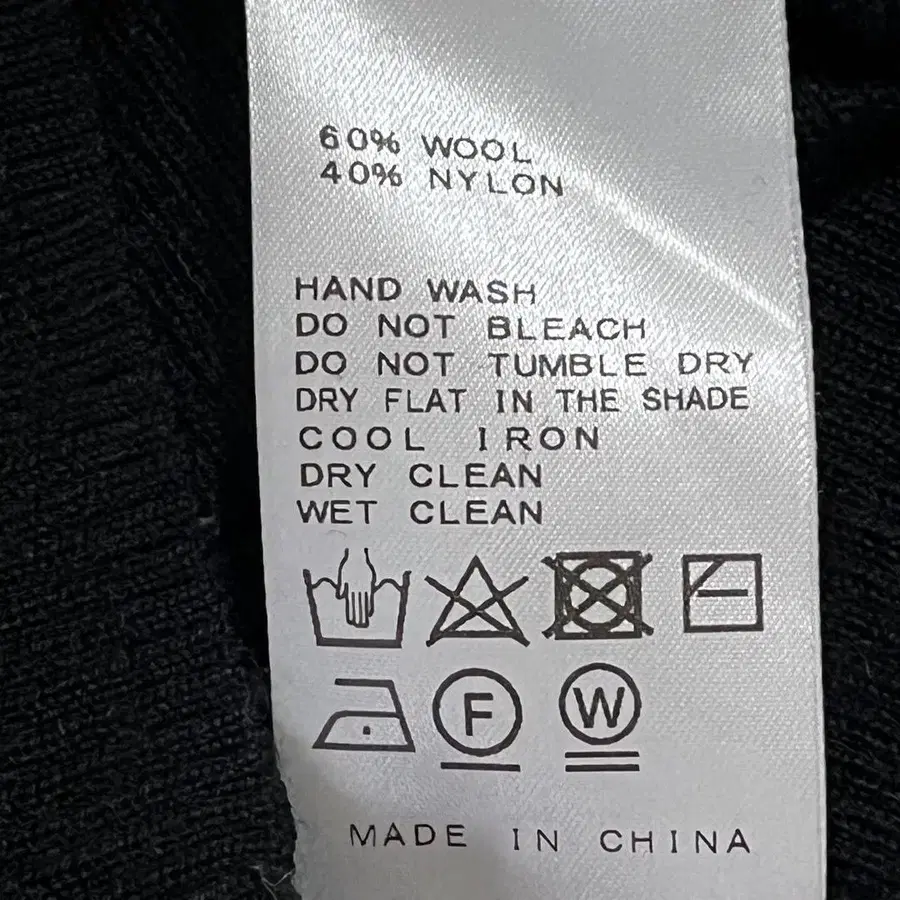 60% WOOL
40% NYLON
HAND WASH
DO NOT BLEACH
DO NOT TUMBLE DRY
DRY FLAT IN THE SHADE
COOL IRON
DRY CLEAN
WET CLEAN
F W
MADE IN CHINA